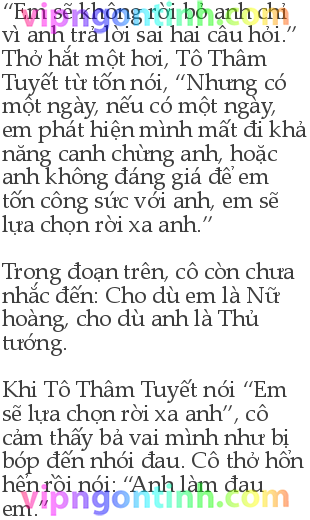 vipngontinh.com
“Em sẽ không rời bỏ anh chỉ
vì anh trả lời sai hai câu hỏi.”
Thở hắt một hơi, Tô Thâm
Tuyết từ tốn nói, “Nhưng có
một ngày, nếu có một ngày,
em phát hiện mình mất đi khả
năng canh chừng anh, hoặc
anh không đáng giá để em
tốn công sức với anh, em sẽ
lựa chọn rời xa anh.”
Trong đoạn trên, cô còn chưa
nhắc đến: Cho dù em là Nữ
hoàng, cho dù anh là Thủ
tướng.
Khi Tô Thâm Tuyết nói “Em
sẽ lựa chọn rời xa anh”, cô
cảm thấy bả vai mình như bị
bóp đến nhói đau. Cô thở hổn
hển rồi nói: “Anh làm đau
vipngontinh.com
em.”